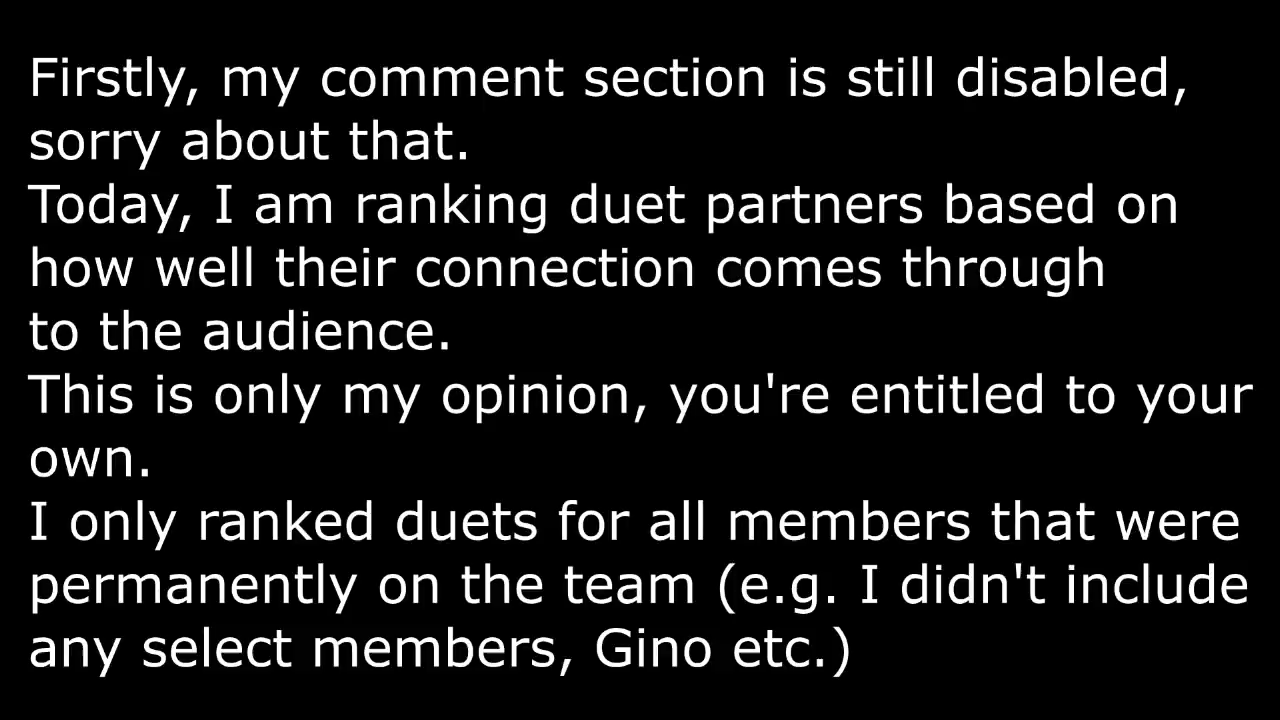 Firstly, my comment section is still disabled,
sorry about that.
Today, I am ranking duet partners based on
how well their connection comes through
to the audience.
This is only my opinion, you're entitled to your
own.
I only ranked duets for all members that were
permanently on the team (e.g. I didn't include
any select members, Gino etc.)